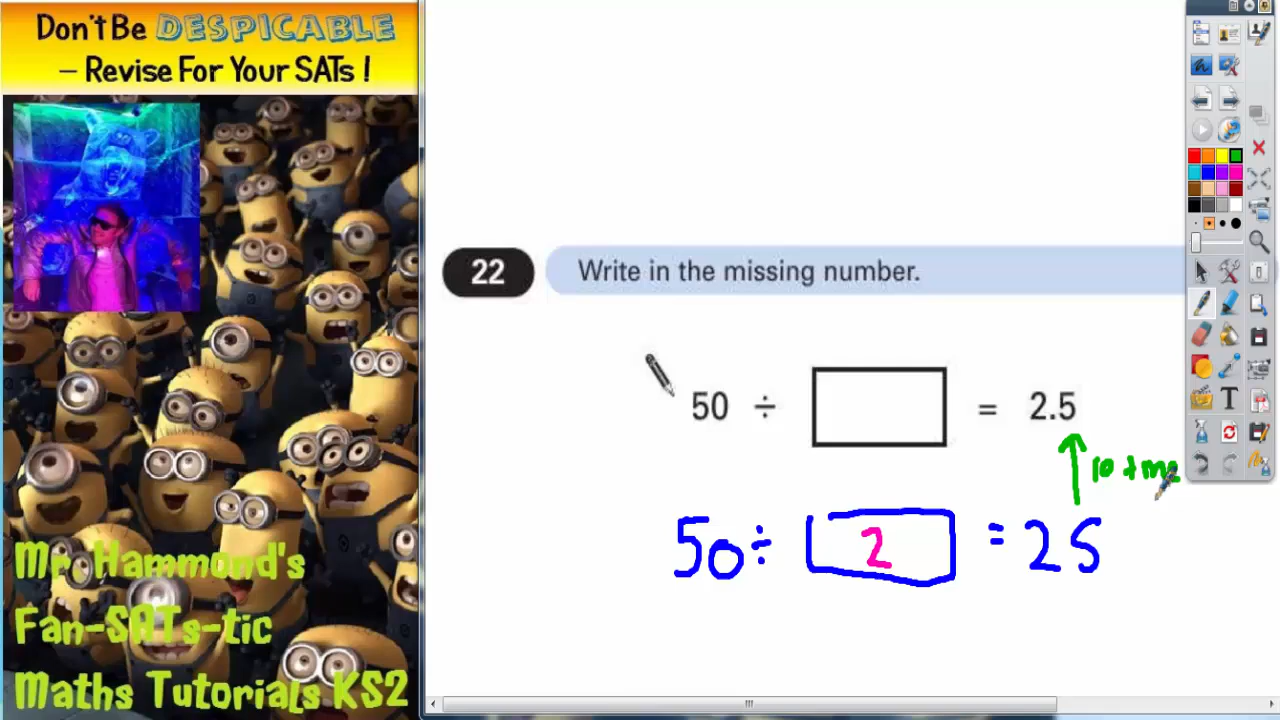 Don't Be DESPICABLE
– Revise For Your SATs !
22
Write in the missing number.
50 ÷ = 2.5
10 time
50 ÷ 2 = 25
Mr. Hammond's
Fan-SATs-tic
Maths Tutorials KS2